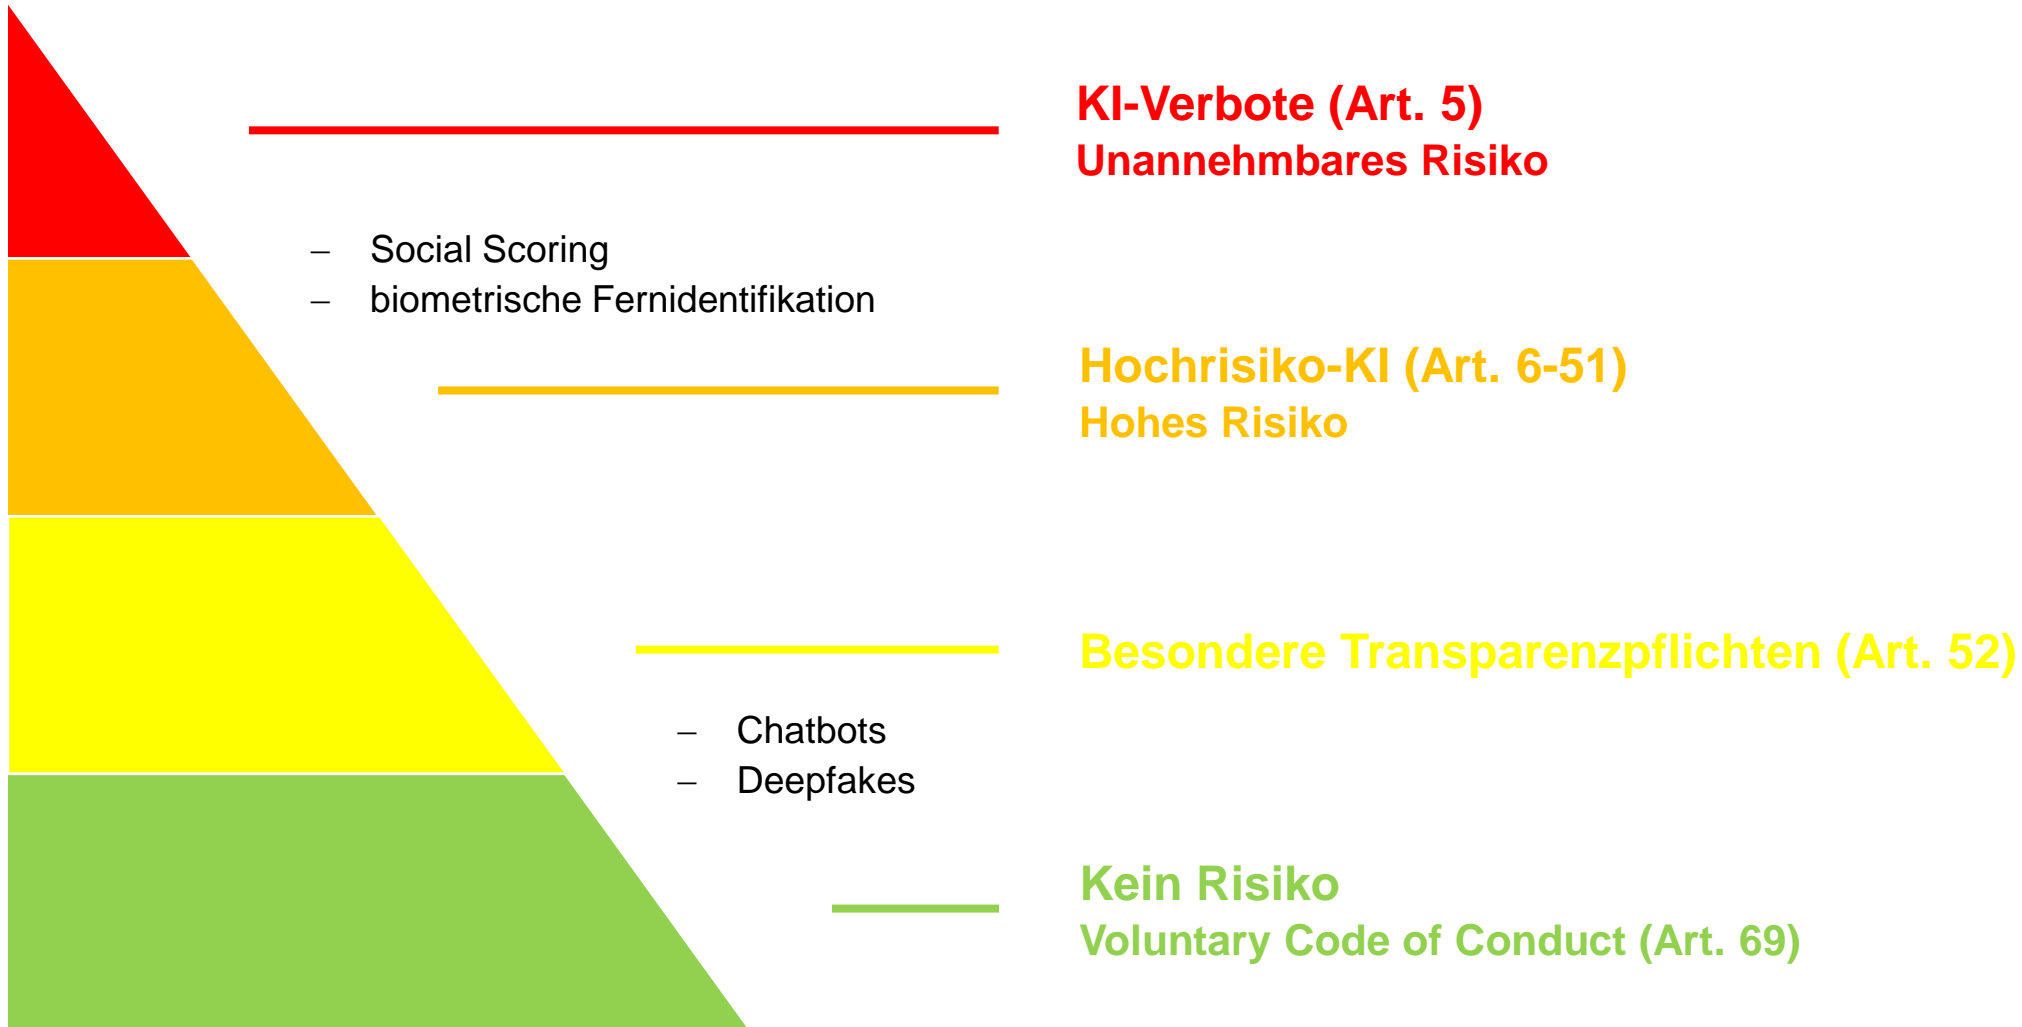 KI-Verbote (Art. 5)
Unannehmbares Risiko
– Social Scoring
– biometrische Fernidentifikation
Hochrisiko-KI (Art. 6-51)
Hohes Risiko
Besondere Transparenzpflichten (Art. 52)
– Chatbots
– Deepfakes
Kein Risiko
Voluntary Code of Conduct (Art. 69)